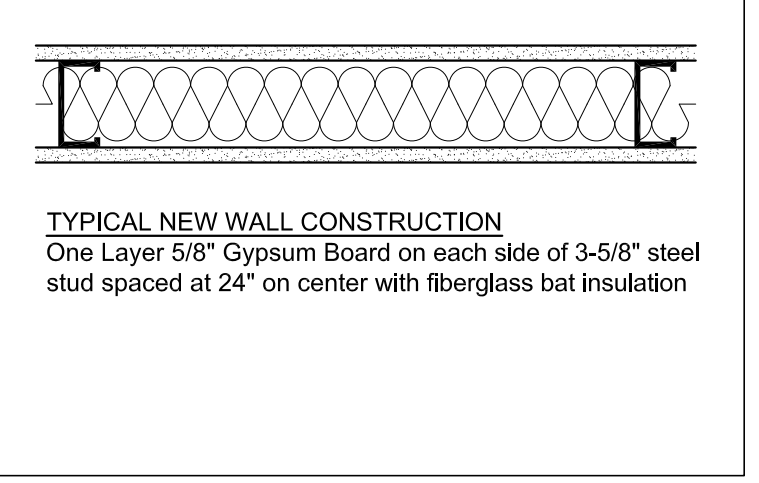 TYPICAL NEW WALL CONSTRUCTION
One Layer 5/8" Gypsum Board on each side of 3-5/8" steel
stud spaced at 24" on center with fiberglass bat insulation